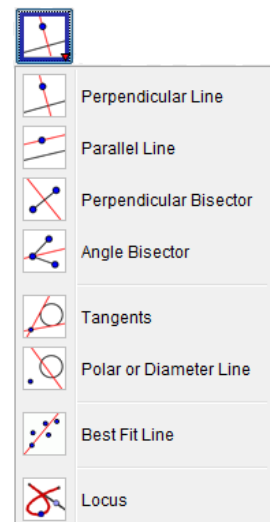 Perpendicular Line
Parallel Line
Perpendicular Bisector
Angle Bisector
Tangents
Polar or Diameter Line
Best Fit Line
Locus